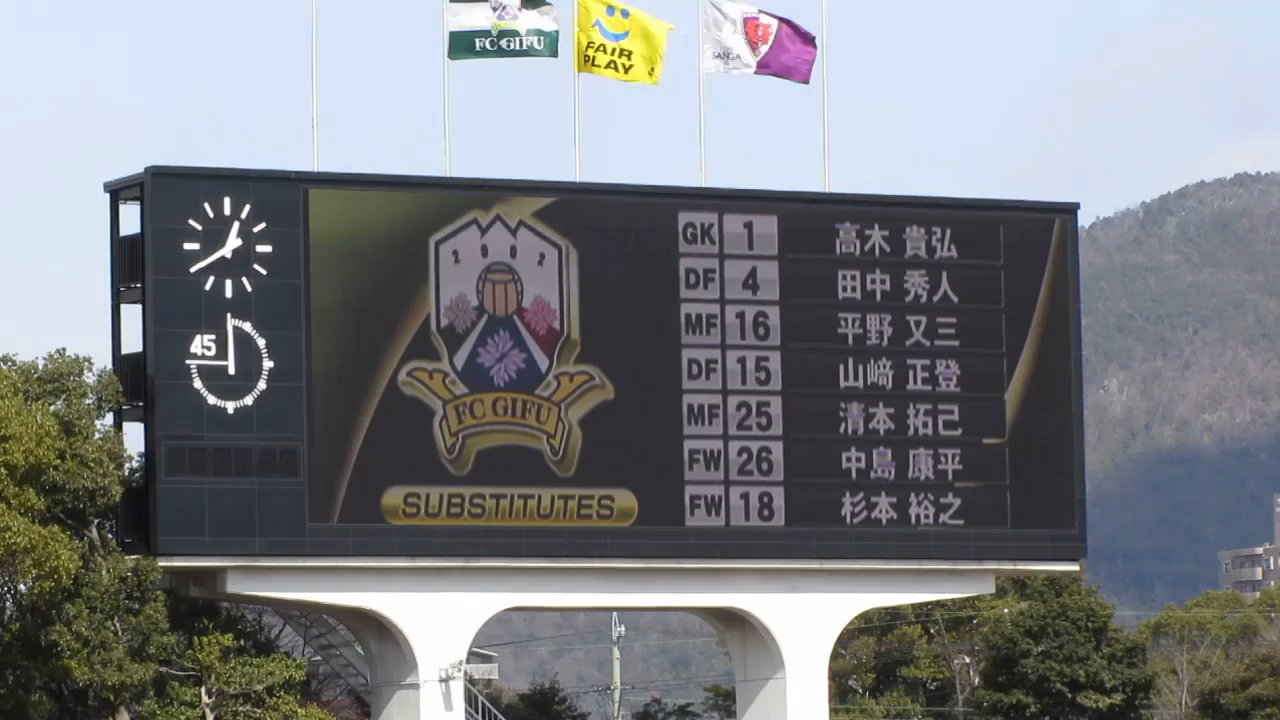 FC GIFU
FAIR PLAY
SANGA
45
2002
FC GIFU
SUBSTITUTES
GK 1 高木 貴弘
DF 4 田中 秀人
MF 16 平野 又三
DF 15 山﨑 正登
MF 25 清本 拓己
FW 26 中島 康平
FW 18 杉本 裕之